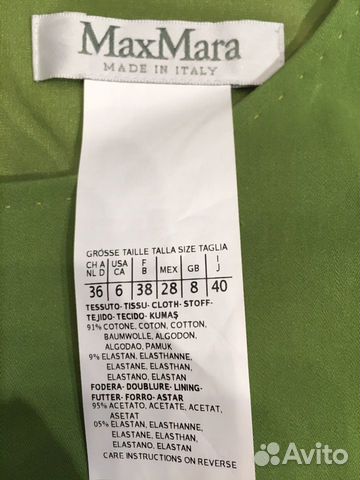 MaxMara
MADE IN ITALY
GRÖSSE TAILLE TALLA SIZE TAGLIA
CH A USA F MEX GB I
NL D CA B J
36 6 38 28 8 40
TESSUTO-TISSU-CLOTH-STOFF-
TEJIDO-TECIDO-KUMAŞ
91% COTONE, COTON, COTTON,
BAUMWOLLE, ALGODON,
ALGODAO, PAMUK
9% ELASTAN, ELASTHANNE,
ELASTANE, ELASTHAN,
ELASTANO, ELASTAN
FODERA-DOUBLURE-LINING-
FUTTER-FORRO-ASTAR
95% ACETATO, ACETATE, ACETAT,
ASETAT
05% ELASTAN, ELASTHANNE,
ELASTANE, ELASTHAN,
ELASTANO, ELASTAN
CARE INSTRUCTIONS ON REVERSE
Avito